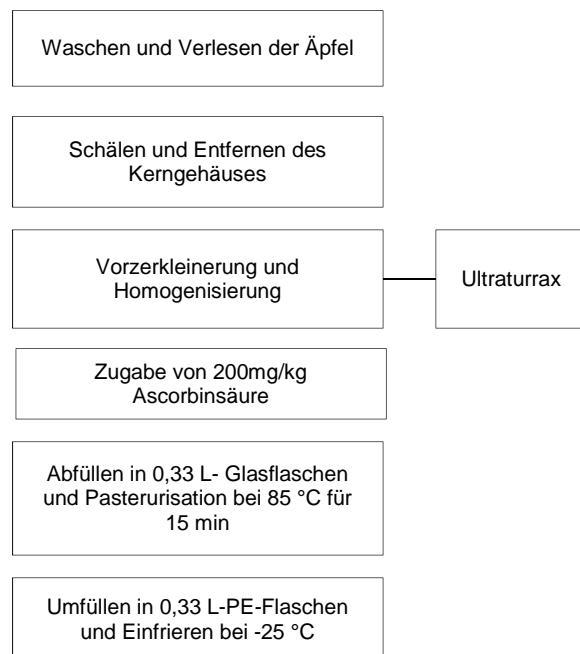 Waschen und Verlesen der Äpfel
Schälen und Entfernen des
Kerngehäuses
Vorzerkleinerung und
Homogenisierung
Ultraturrax
Zugabe von 200mg/kg
Ascorbinsäure
Abfüllen in 0,33 L- Glasflaschen
und Pasterurisation bei 85 °C für
15 min
Umfüllen in 0,33 L-PE-Flaschen
und Einfrieren bei -25 °C